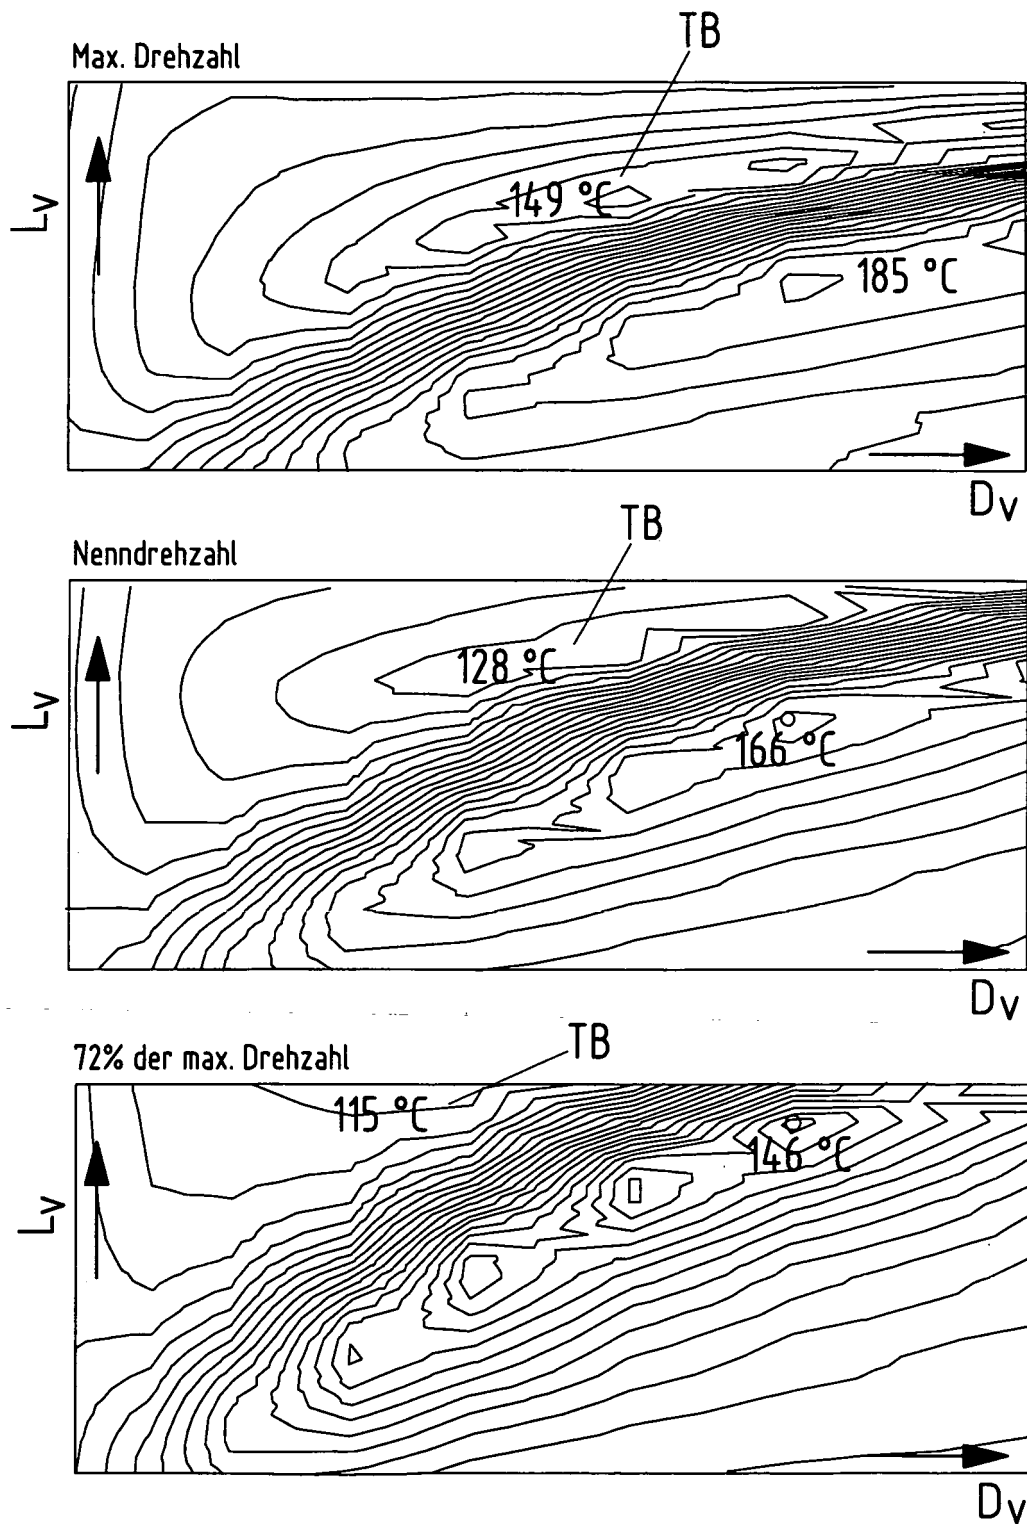 TB
Max. Drehzahl
149 °C
LV
185 °C
DV
TB
Nenndrehzahl
128 °C
LV
166 °C
DV
TB
72% der max. Drehzahl
115 °C
146 °C
LV
DV